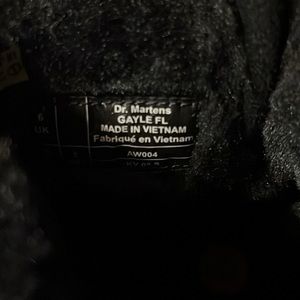 Dr. Martens
GAYLE FL
MADE IN VIETNAM
Fabriqué en Vietnam
6
UK
AW004